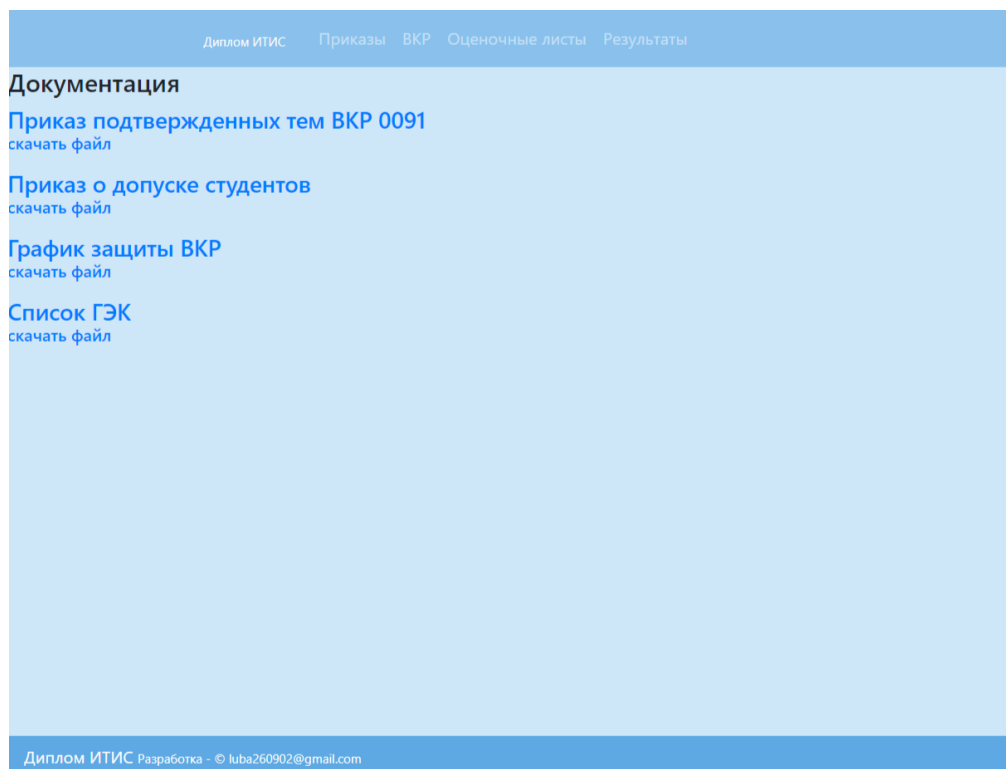 Диплом ИТИС Приказы ВКР Оценочные листы Результаты
Документация
Приказ подтвержденных тем ВКР 0091
скачать файл
Приказ о допуске студентов
скачать файл
График защиты ВКР
скачать файл
Список ГЭК
скачать файл
Диплом ИТИС Разработка - © luba260902@gmail.com